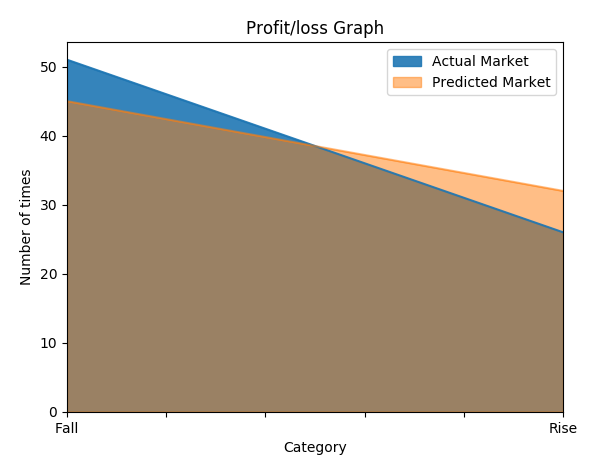 Profit/loss Graph
Actual Market
Predicted Market
Number of times
50
40
30
20
10
0
Fall
Rise
Category